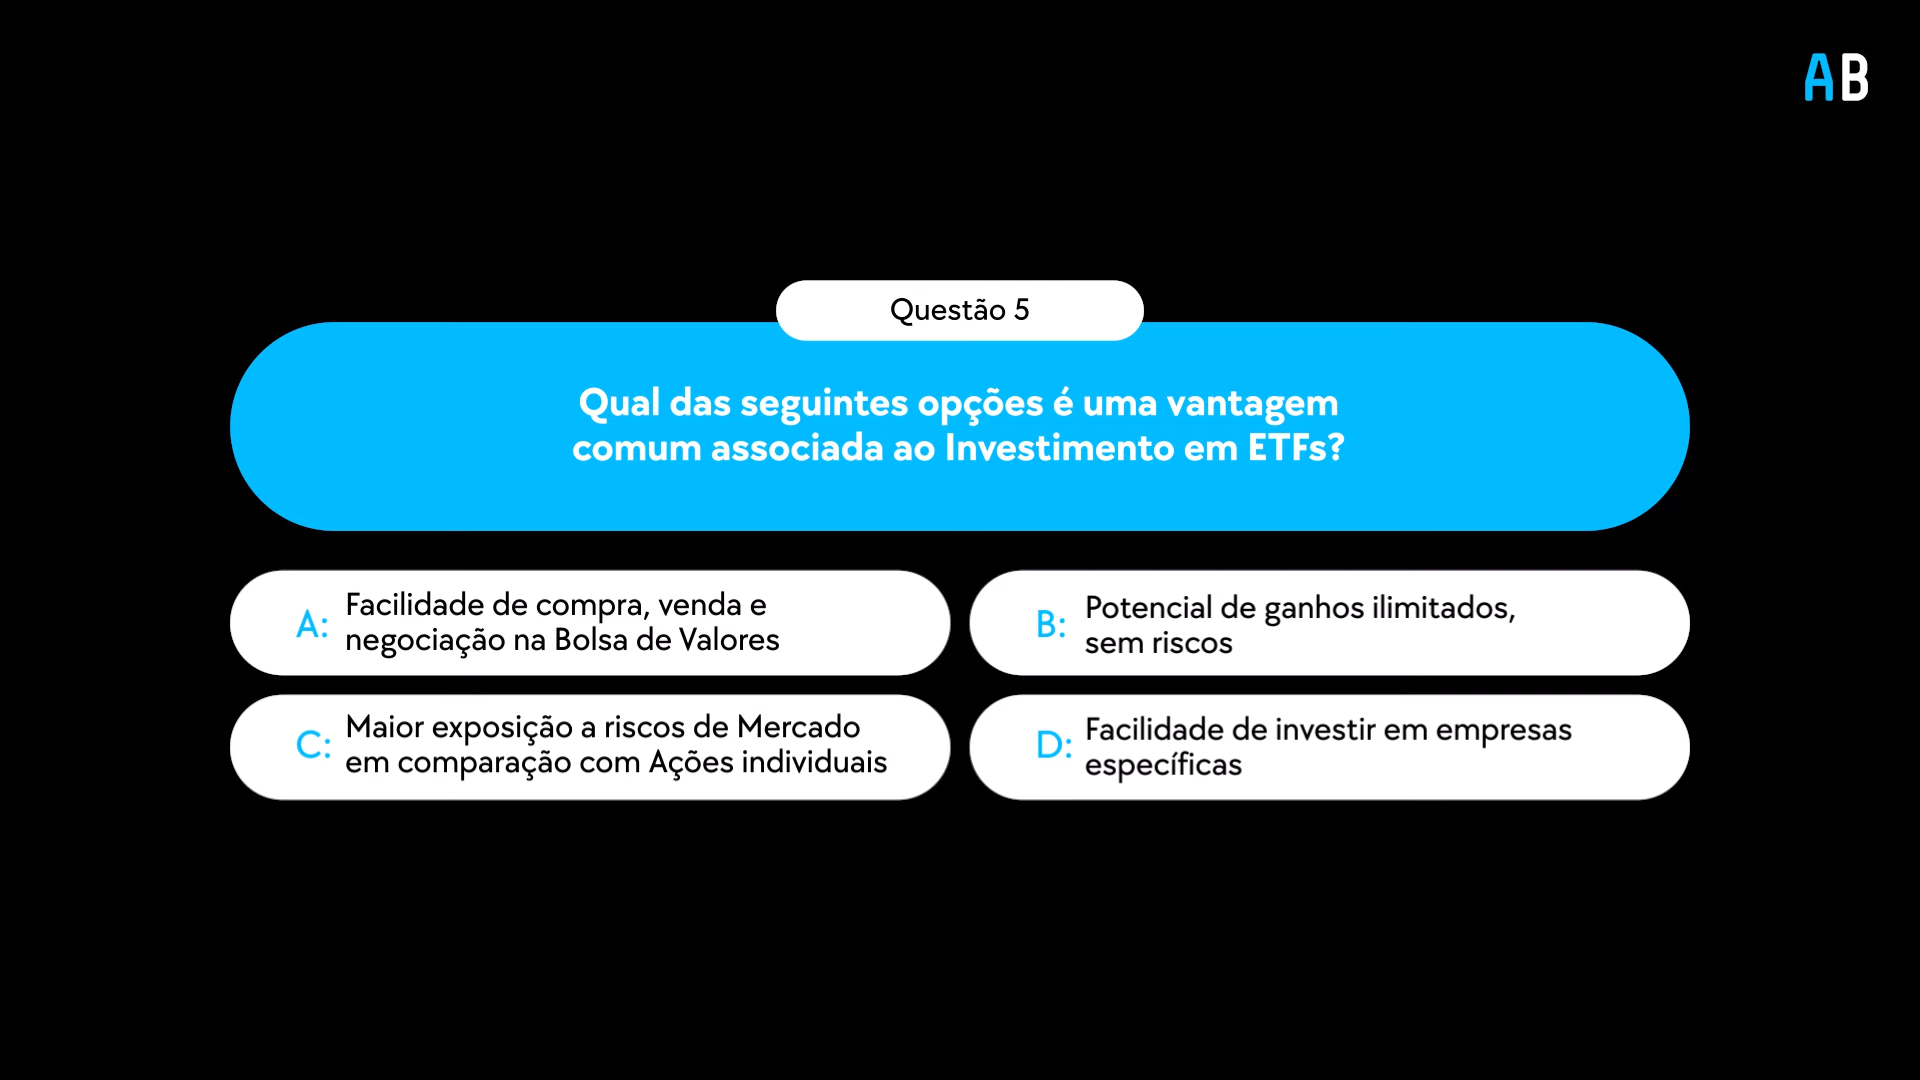 AB
Questão 5
Qual das seguintes opções é uma vantagem
comum associada ao Investimento em ETFs?
A: Facilidade de compra, venda e
negociação na Bolsa de Valores
B: Potencial de ganhos ilimitados,
sem riscos
C: Maior exposição a riscos de Mercado
em comparação com Ações individuais
D: Facilidade de investir em empresas
específicas